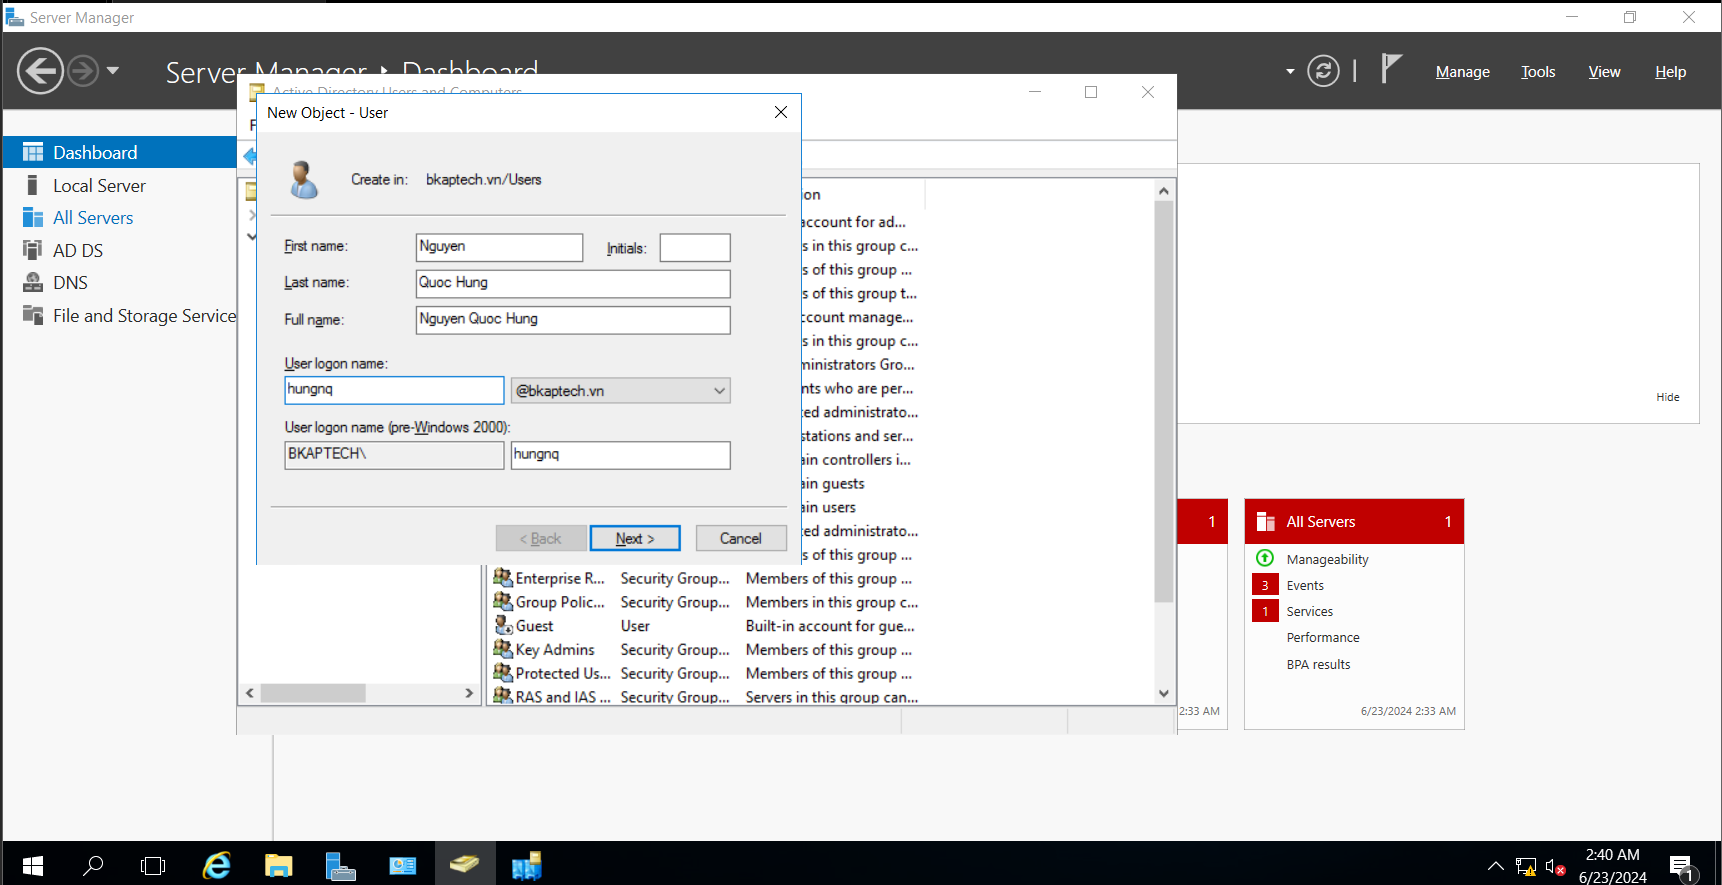 Server Manager
Server Manager
Dashboard
Manage
Tools
View
Help
Active Directory Users and Computers
New Object - User
F
Dashboard
Local Server
All Servers
AD DS
DNS
File and Storage Service
Create in:
bkaptech.vn/Users
First name:
Nguyen
Initials:
Last name:
Quoc Hung
Full name:
Nguyen Quoc Hung
User logon name:
hungnq
@bkaptech.vn
User logon name (pre-Windows 2000):
BKAPTECH\
hungnq
< Back
Next >
Cancel
ion
account for ad...
s in this group c...
s of this group ...
s of this group t...
ccount manage...
s in this group c...
ministrators Gro...
nts who are per...
ed administrato...
stations and ser...
ain controllers i...
ain guests
ain users
ed administrato...
s of this group ...
Enterprise R... Security Group... Members of this group ...
Group Polic... Security Group... Members in this group c...
Guest User Built-in account for gue...
Key Admins Security Group... Members of this group ...
Protected Us... Security Group... Members of this group ...
RAS and IAS ... Security Group... Servers in this group can...
Hide
1
2:33 AM
All Servers 1
Manageability
3 Events
1 Services
Performance
BPA results
6/23/2024 2:33 AM
2:40 AM
6/23/2024
1